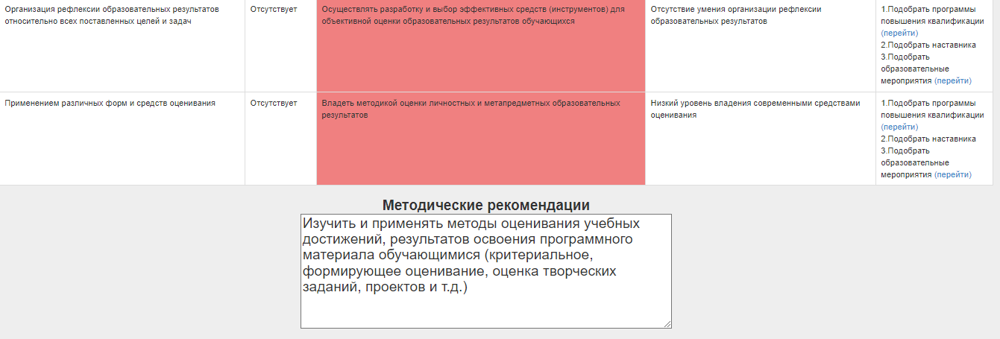 Организация рефлексии образовательных результатов
относительно всех поставленных целей и задач
Отсутствует
Осуществлять разработку и выбор эффективных средств (инструментов) для
объективной оценки образовательных результатов обучающихся
Отсутствие умения организации рефлексии
образовательных результатов
1.Подобрать программы
повышения квалификации
(перейти)
2.Подобрать наставника
3.Подобрать
образовательные
мероприятия (перейти)
Применением различных форм и средств оценивания
Отсутствует
Владеть методикой оценки личностных и метапредметных образовательных
результатов
Низкий уровень владения современными средствами
оценивания
1.Подобрать программы
повышения квалификации
(перейти)
2.Подобрать наставника
3.Подобрать
образовательные
мероприятия (перейти)
Методические рекомендации
Изучить и применять методы оценивания учебных
достижений, результатов освоения программного
материала обучающимися (критериальное,
формирующее оценивание, оценка творческих
заданий, проектов и т.д.)